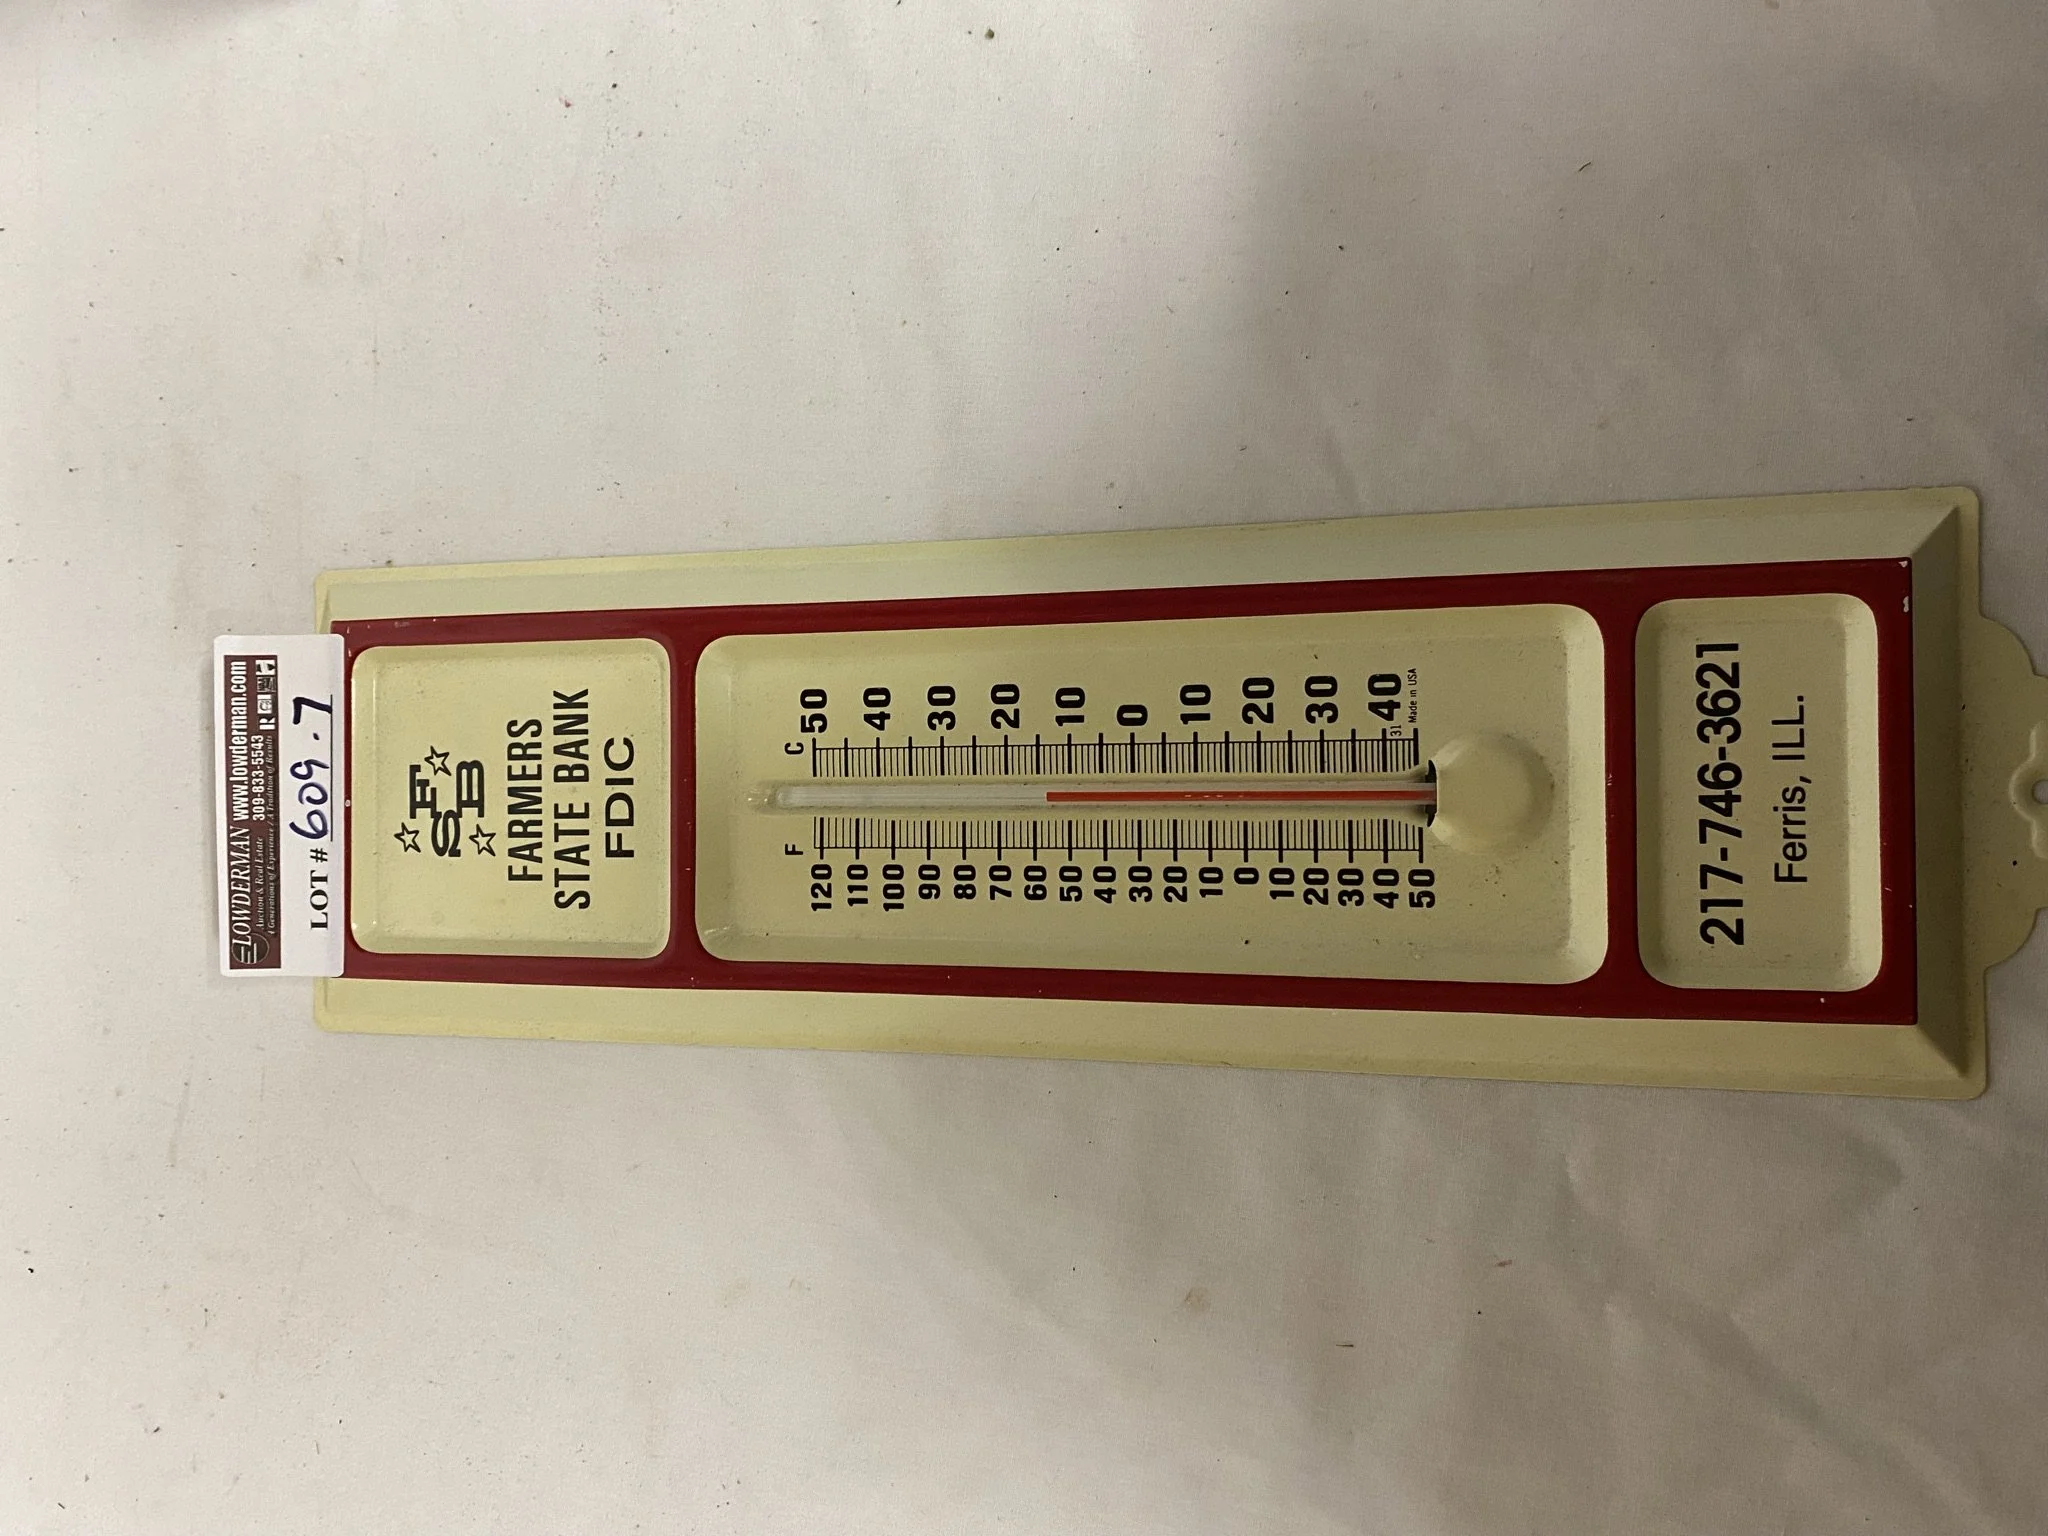 LOWDERMAN www.lowderman.com
Auction & Real Estate 309-833-5543
4 Generations of Experience / A Tradition of Results
LOT # 609.7
SF
B
FARMERS
STATE BANK
FDIC
F C
120 50
110
100 40
90
80 30
70
60 20
50 10
40
30 0
20
10 10
0 20
10
20 30
30
40 40
50
31
Made in USA
217-746-3621
Ferris, ILL.